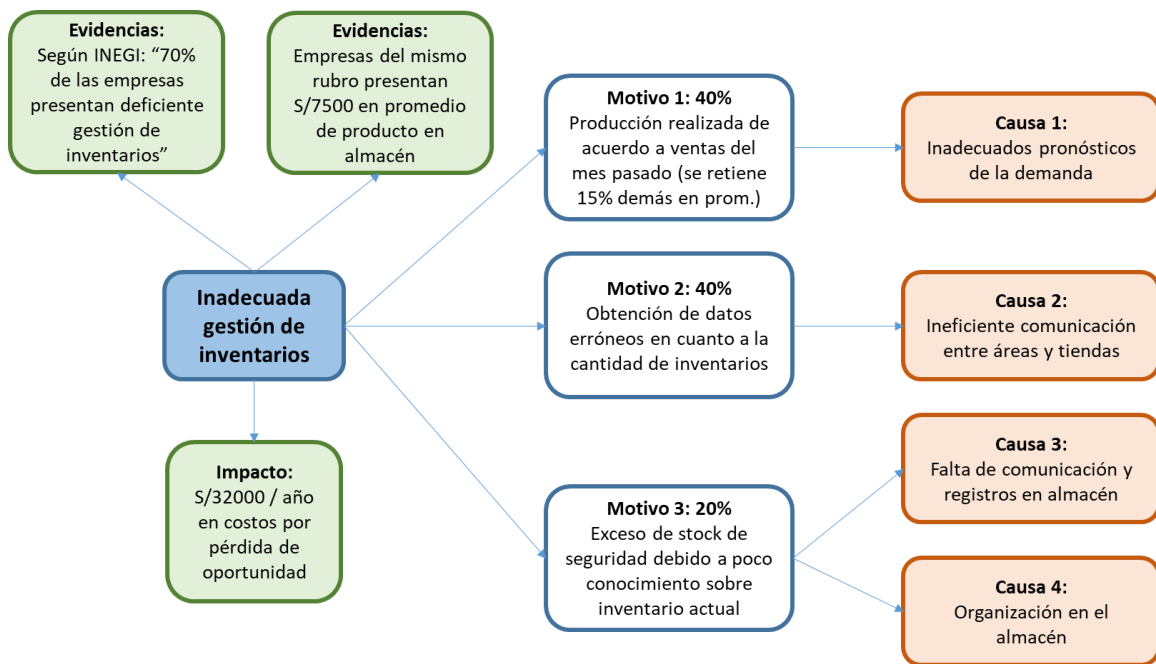 Evidencias:
Según INEGI: “70%
de las empresas
presentan deficiente
gestión de
inventarios”
Evidencias:
Empresas del mismo
rubro presentan
S/7500 en promedio
de producto en
almacén
Inadecuada
gestión de
inventarios
Impacto:
S/32000 / año
en costos por
pérdida de
oportunidad
Motivo 1: 40%
Producción realizada de
acuerdo a ventas del
mes pasado (se retiene
15% demás en prom.)
Motivo 2: 40%
Obtención de datos
erróneos en cuanto a la
cantidad de inventarios
Motivo 3: 20%
Exceso de stock de
seguridad debido a poco
conocimiento sobre
inventario actual
Causa 1:
Inadecuados pronósticos
de la demanda
Causa 2:
Ineficiente comunicación
entre áreas y tiendas
Causa 3:
Falta de comunicación y
registros en almacén
Causa 4:
Organización en el
almacén